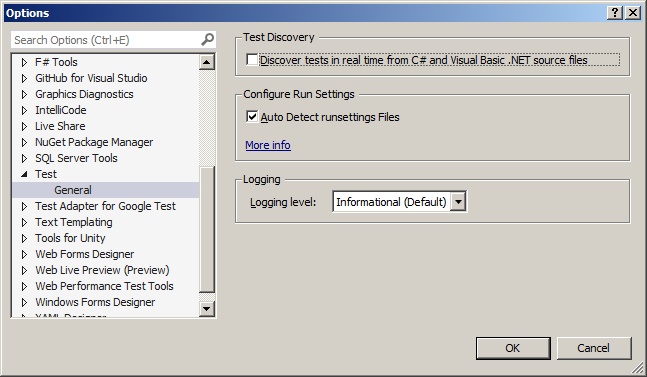 Options
Search Options (Ctrl+E)
F# Tools
GitHub for Visual Studio
Graphics Diagnostics
IntelliCode
Live Share
NuGet Package Manager
SQL Server Tools
Test
General
Test Adapter for Google Test
Text Templating
Tools for Unity
Web Forms Designer
Web Live Preview (Preview)
Web Performance Test Tools
Windows Forms Designer
XAML Designer
Test Discovery
Discover tests in real time from C# and Visual Basic .NET source files
Configure Run Settings
Auto Detect runsettings Files
More info
Logging
Logging level: Informational (Default)
OK Cancel